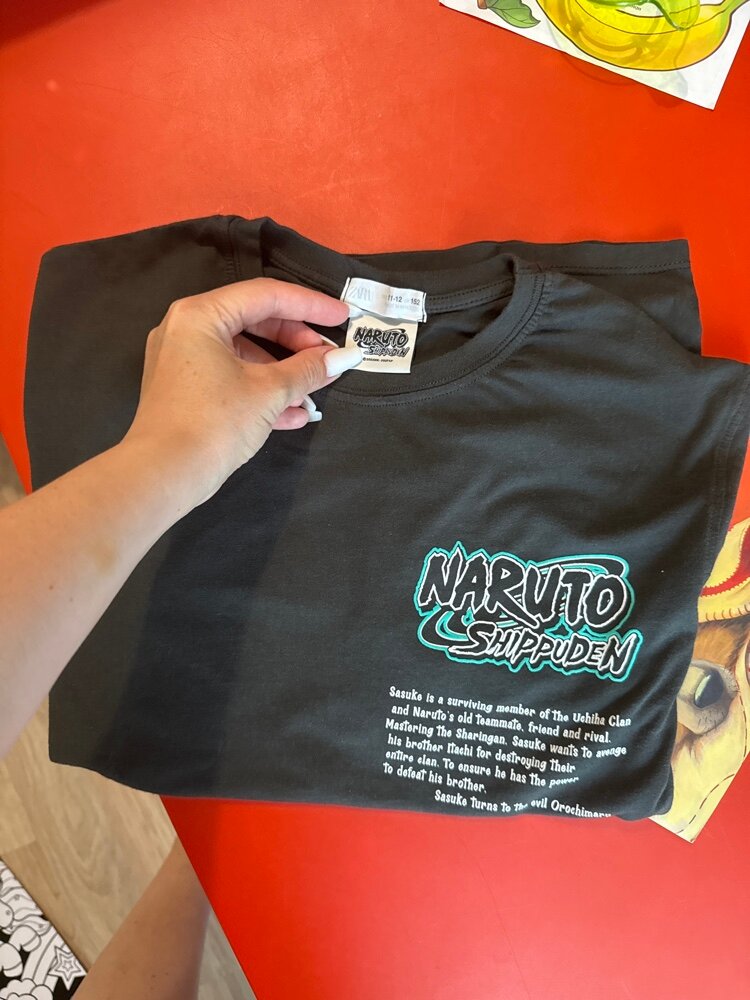 ZARA 11-12 152
NARUTO
SHIPPUDEN
NARUTO
SHIPPUDEN
Sasuke is a surviving member of the Uchiha Clan
and Naruto's old teammate, friend and rival.
Mastering the Sharingan, Sasuke wants to avenge
his brother Itachi for destroying their
entire clan. To ensure he has the power
to defeat his brother,
Sasuke turns to the evil Orochimaru